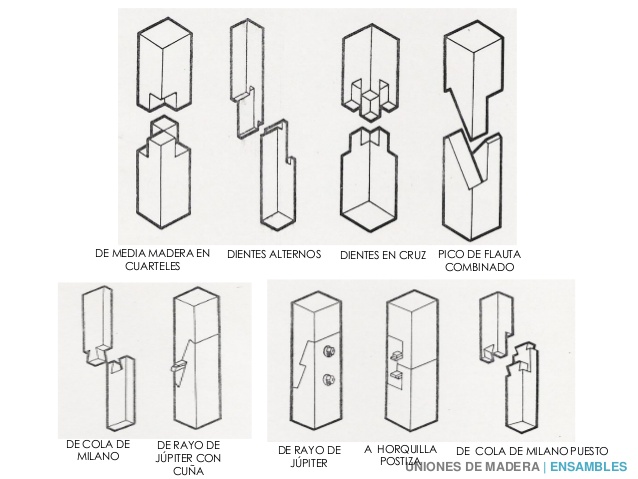 DE MEDIA MADERA EN
CUARTELES
DIENTES ALTERNOS
DIENTES EN CRUZ
PICO DE FLAUTA
COMBINADO
DE COLA DE
MILANO
DE RAYO DE
JÚPITER CON
CUÑA
DE RAYO DE
JÚPITER
A HORQUILLA
POSTIZA
DE COLA DE MILANO PUESTO
UNIONES DE MADERA | ENSAMBLES